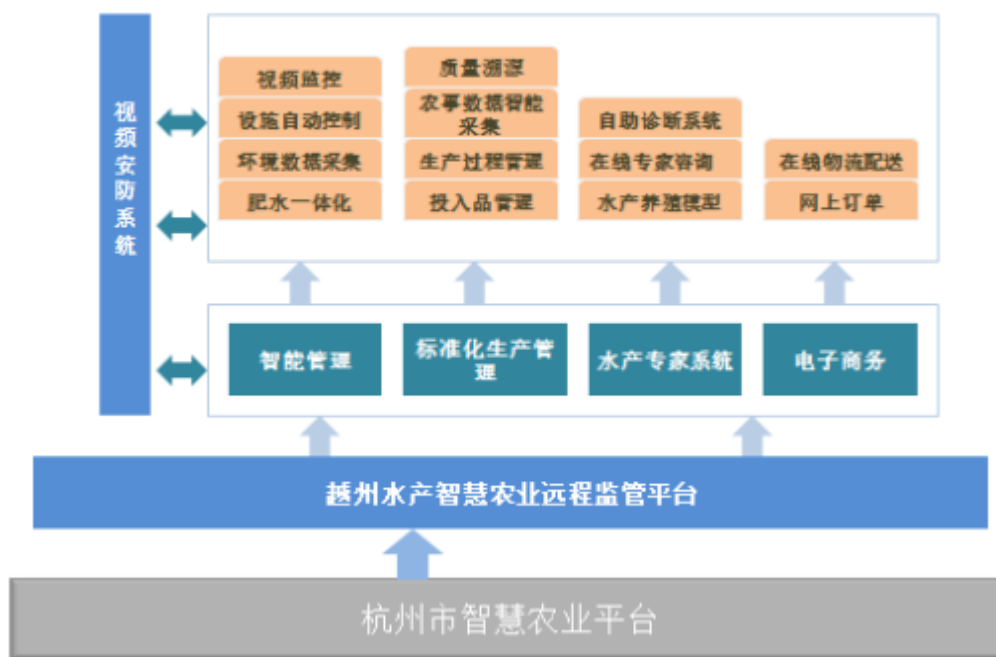 视频安防系统
视频监控
设施自动控制
环境数据采集
肥水一体化
质量溯源
农事数据智能
采集
生产过程管理
投入品管理
自助诊断系统
在线专家咨询
水产养殖模型
在线物流配送
网上订单
智能管理
标准化生产管
理
水产专家系统
电子商务
越州水产智慧农业远程监管平台
杭州市智慧农业平台